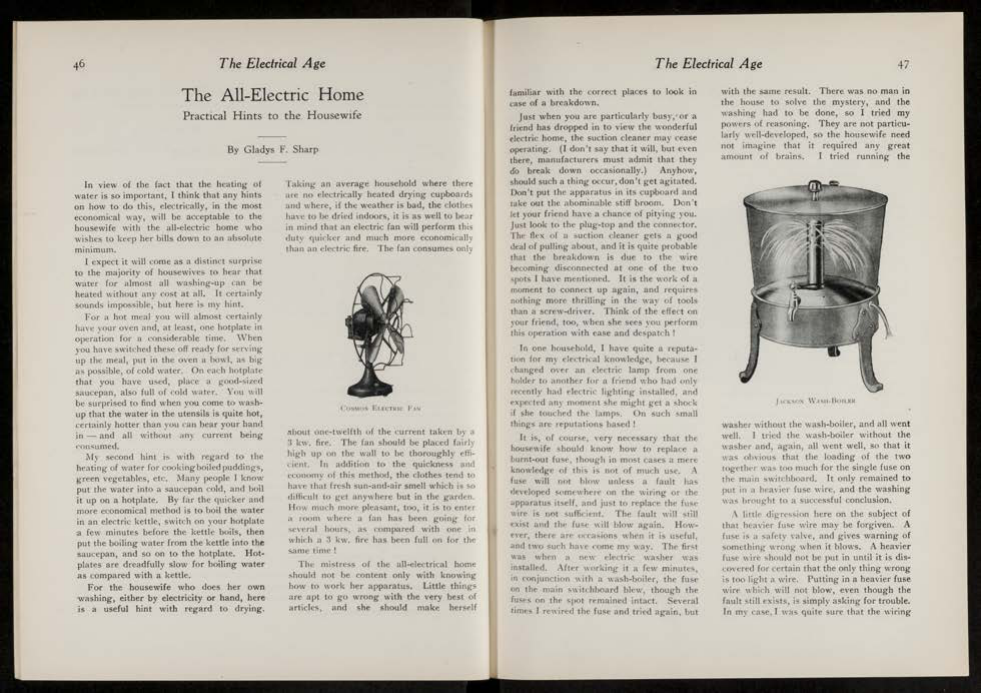 46
The Electrical Age
The All-Electric Home
Practical Hints to the Housewife
By Gladys F. Sharp
In view of the fact that the heating of
water is so important, I think that any hints
on how to do this, electrically, in the most
economical way, will be acceptable to the
housewife with the all-electric home who
wishes to keep her bills down to an absolute
minimum.
I expect it will come as a distinct surprise
to the majority of housewives to hear that
water for almost all washing-up can be
heated without any cost at all. It certainly
sounds impossible, but here is my hint.
For a hot meal you will almost certainly
have your oven and, at least, one hotplate in
operation for a considerable time. When
you have switched these off ready for serving
up the meal, put in the oven a bowl, as big
as possible, of cold water. On each hotplate
that you have used, place a good-sized
saucepan, also full of cold water. You will
be surprised to find when you come to wash-
up that the water in the utensils is quite hot,
certainly hotter than you can bear your hand
in — and all without any current being
consumed.
My second hint is with regard to the
heating of water for cooking boiled puddings,
green vegetables, etc. Many people I know
put the water into a saucepan cold, and boil
it up on a hotplate. By far the quicker and
more economical method is to boil the water
in an electric kettle, switch on your hotplate
a few minutes before the kettle boils, then
put the boiling water from the kettle into the
saucepan, and so on to the hotplate. Hot-
plates are dreadfully slow for boiling water
as compared with a kettle.
For the housewife who does her own
washing, either by electricity or hand, here
is a useful hint with regard to drying.
Taking an average household where there
are no electrically heated drying cupboards
and where, if the weather is bad, the clothes
have to be dried indoors, it is as well to bear
in mind that an electric fan will perform this
duty quicker and much more economically
than an electric fire. The fan consumes only
Common Electric Fan
about one-twelfth of the current taken by a
3 kw. fire. The fan should be placed fairly
high up on the wall to be thoroughly effi-
cient. In addition to the quickness and
economy of this method, the clothes tend to
have that fresh sun-and-air smell which is so
difficult to get anywhere but in the garden.
How much more pleasant, too, it is to enter
a room where a fan has been going for
several hours, as compared with one in
which a 3 kw. fire has been full on for the
same time !
The mistress of the all-electrical home
should not be content only with knowing
how to work her apparatus. Little things
are apt to go wrong with the very best of
articles, and she should make herself
The Electrical Age
47
familiar with the correct places to look in
case of a breakdown.
Just when you are particularly busy, or a
friend has dropped in to view the wonderful
electric home, the suction cleaner may cease
operating. (I don't say that it will, but even
there, manufacturers must admit that they
do break down occasionally.) Anyhow,
should such a thing occur, don't get agitated.
Don't put the apparatus in its cupboard and
take out the abominable stiff broom. Don't
let your friend have a chance of pitying you.
Just look to the plug-top and the connector.
The flex of a suction cleaner gets a good
deal of pulling about, and it is quite probable
that the breakdown is due to the wire
becoming disconnected at one of the two
spots I have mentioned. It is the work of a
moment to connect up again, and requires
nothing more thrilling in the way of tools
than a screw-driver. Think of the effect on
your friend, too, when she sees you perform
this operation with ease and despatch !
In one household, I have quite a reputa-
tion for my electrical knowledge, because I
changed over an electric lamp from one
holder to another for a friend who had only
recently had electric lighting installed, and
expected any moment she might get a shock
if she touched the lamps. On such small
things are reputations based !
It is, of course, very necessary that the
housewife should know how to replace a
burnt-out fuse, though in most cases a mere
knowledge of this is not of much use. A
fuse will not blow unless a fault has
developed somewhere on the wiring or the
apparatus itself, and just to replace the fuse
wire is not sufficient. The fault will still
exist and the fuse will blow again. How-
ever, there are occasions when it is useful,
and two such have come my way. The first
was when a new electric washer was
installed. After working it a few minutes,
in conjunction with a wash-boiler, the fuse
on the main switchboard blew, though the
fuses on the spot remained intact. Several
times I rewired the fuse and tried again, but
with the same result. There was no man in
the house to solve the mystery, and the
washing had to be done, so I tried my
powers of reasoning. They are not particu-
larly well-developed, so the housewife need
not imagine that it required any great
amount of brains. I tried running the
Jackson Wash-Boiler
washer without the wash-boiler, and all went
well. I tried the wash-boiler without the
washer and, again, all went well, so that it
was obvious that the loading of the two
together was too much for the single fuse on
the main switchboard. It only remained to
put in a heavier fuse wire, and the washing
was brought to a successful conclusion.
A little digression here on the subject of
that heavier fuse wire may be forgiven. A
fuse is a safety valve, and gives warning of
something wrong when it blows. A heavier
fuse wire should not be put in until it is dis-
covered for certain that the only thing wrong
is too light a wire. Putting in a heavier fuse
wire which will not blow, even though the
fault still exists, is simply asking for trouble.
In my case, I was quite sure that the wiring